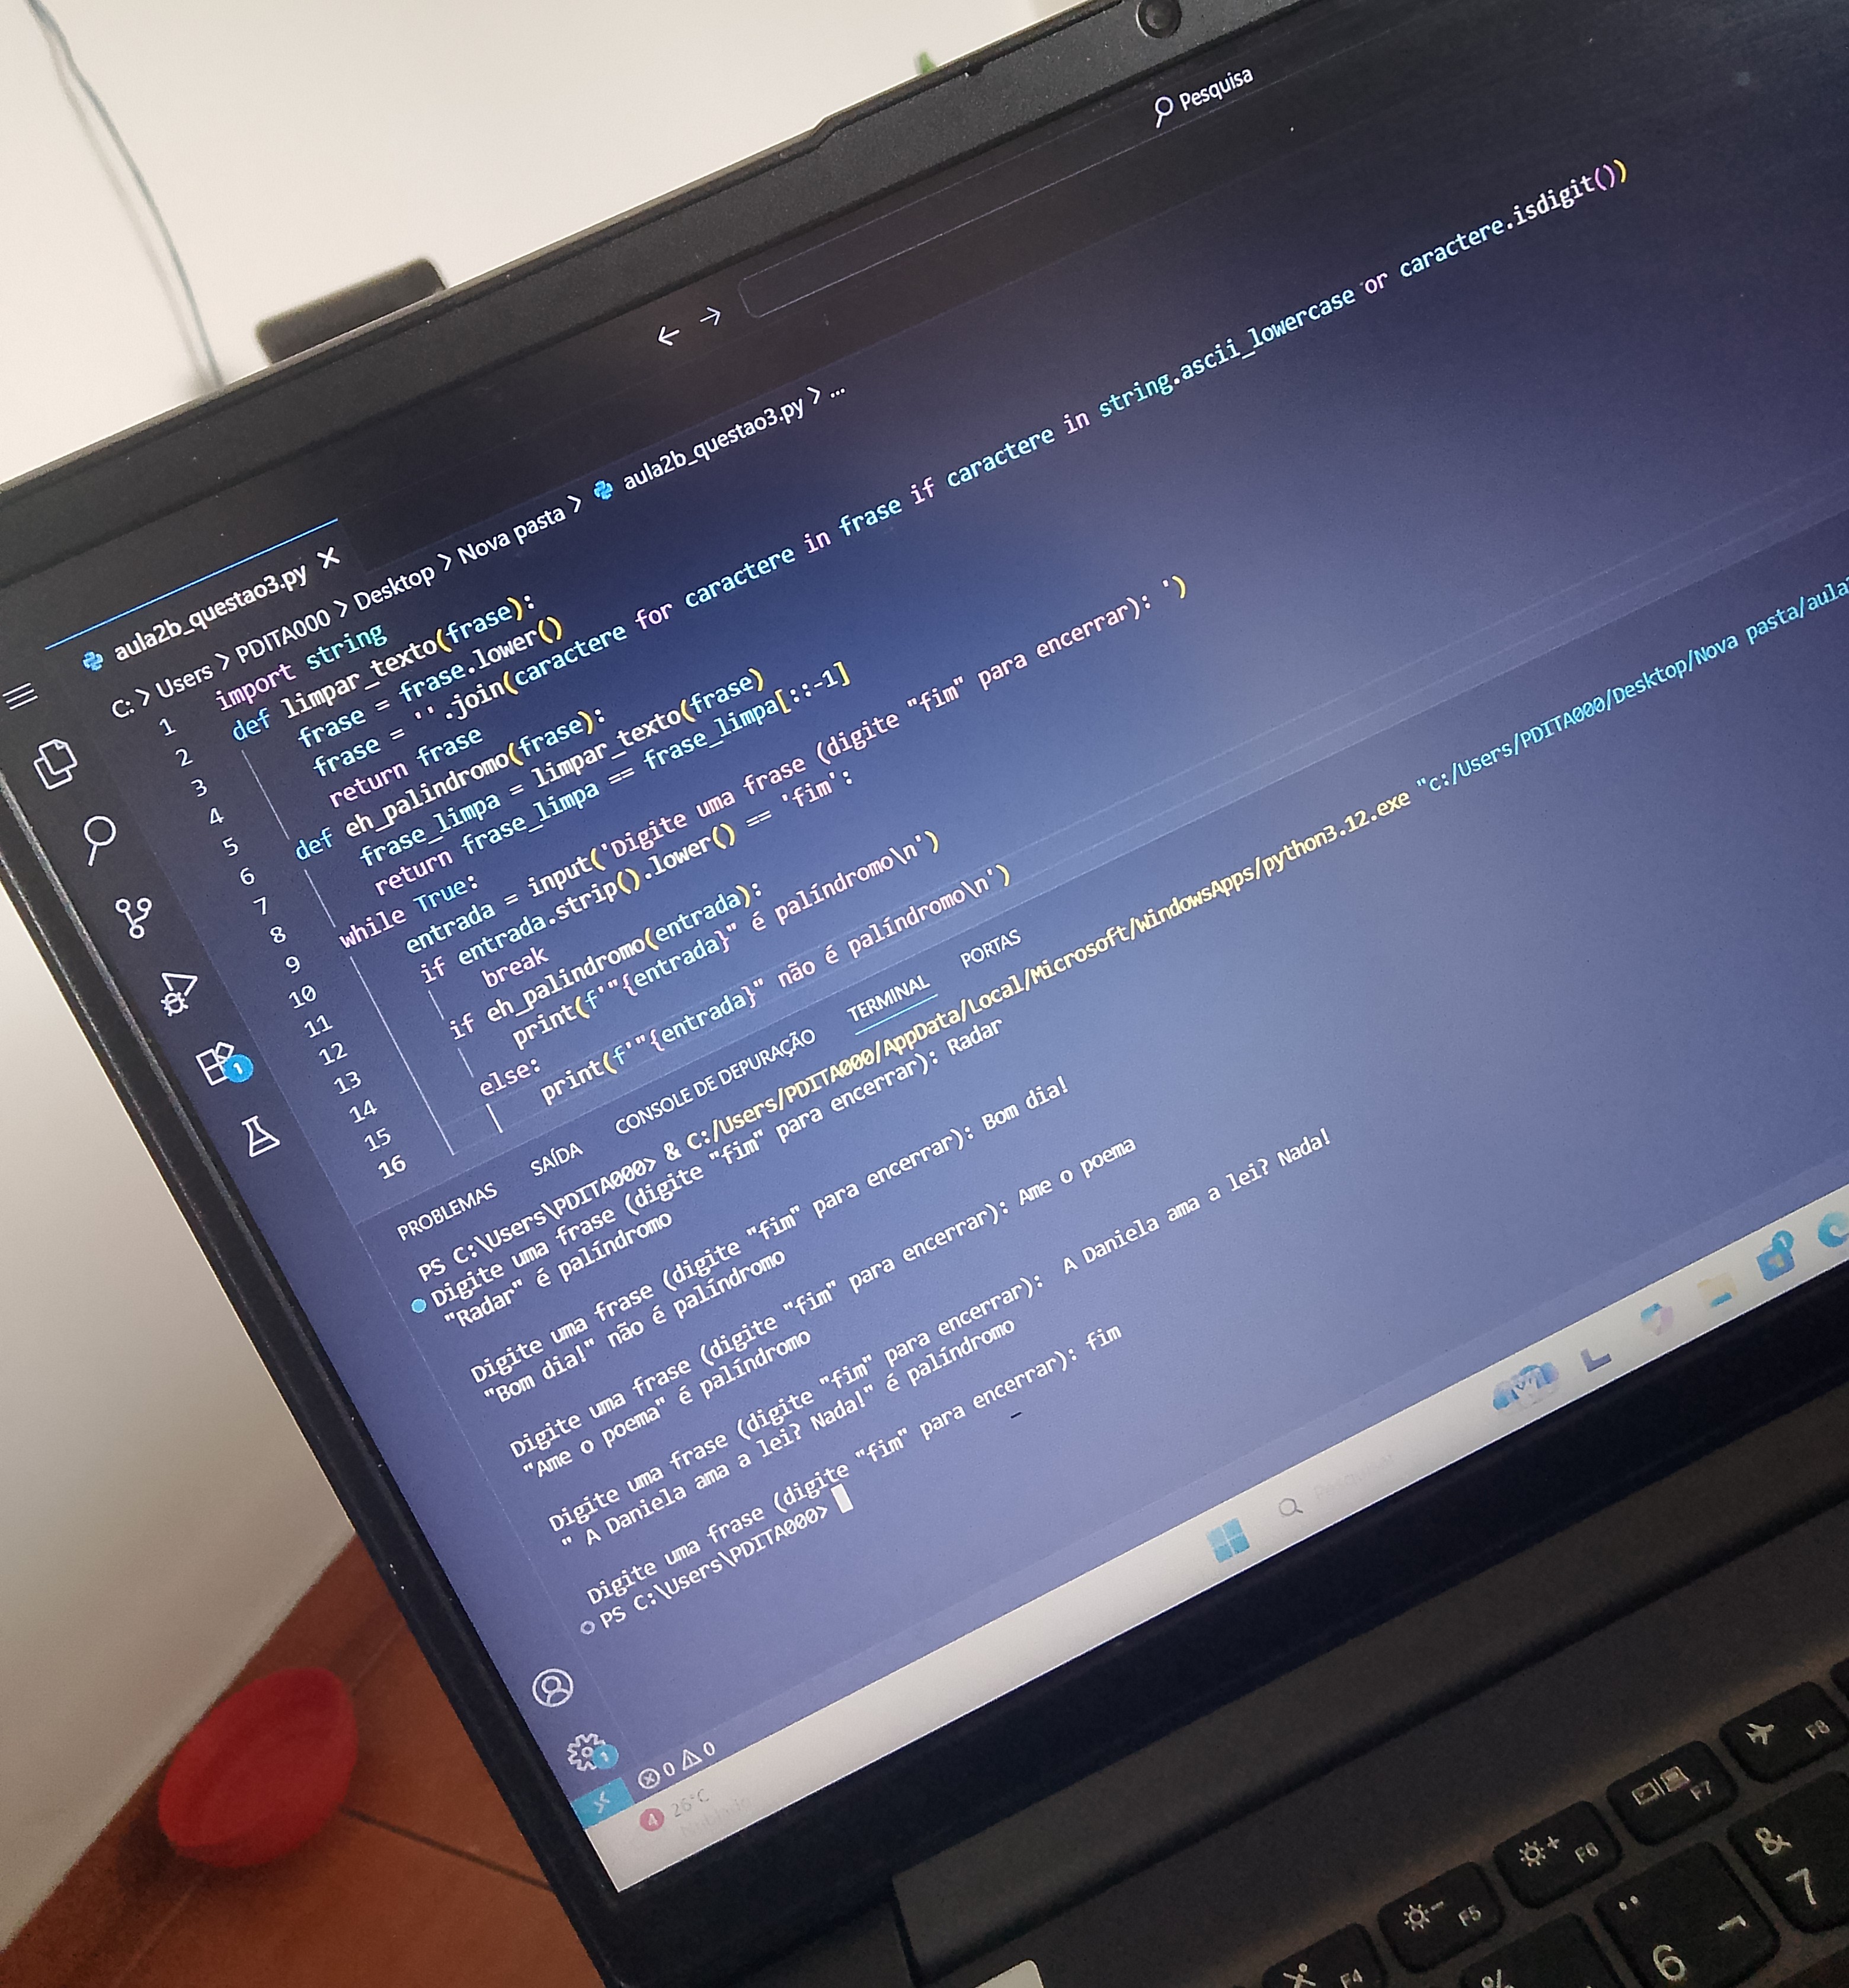 Pesquisa
aula2b_questao3.py
C: > Users > PDITA000 > Desktop > Nova pasta > aula2b_questao3.py > ...
1 import string
2 def limpar_texto(frase):
3 frase = frase.lower()
4 frase = ''.join(caractere for caractere in frase if caractere in string.ascii_lowercase or caractere.isdigit())
5 return frase
6 def eh_palindromo(frase):
7 frase_limpa = limpar_texto(frase)
8 return frase_limpa == frase_limpa[::-1]
9 while True:
10 entrada = input('Digite uma frase (digite "fim" para encerrar): ')
11 if entrada.strip().lower() == 'fim':
12 break
13 if eh_palindromo(entrada):
14 print(f'"{entrada}" é palíndromo\n')
15 else:
16 print(f'"{entrada}" não é palíndromo\n')
PROBLEMAS SAÍDA CONSOLE DE DEPURAÇÃO TERMINAL PORTAS
PS C:\Users\PDITA000> & C:/Users/PDITA000/AppData/Local/Microsoft/WindowsApps/python3.12.exe "c:/Users/PDITA000/Desktop/Nova pasta/aula
Digite uma frase (digite "fim" para encerrar): Radar
"Radar" é palíndromo
Digite uma frase (digite "fim" para encerrar): Bom dia!
"Bom dia!" não é palíndromo
Digite uma frase (digite "fim" para encerrar): Ame o poema
"Ame o poema" é palíndromo
Digite uma frase (digite "fim" para encerrar):  A Daniela ama a lei? Nada!
" A Daniela ama a lei? Nada!" é palíndromo
Digite uma frase (digite "fim" para encerrar): fim
PS C:\Users\PDITA000>
0 0
4 26°C
F4 F5 F6 F7 F8
% 6 & 7